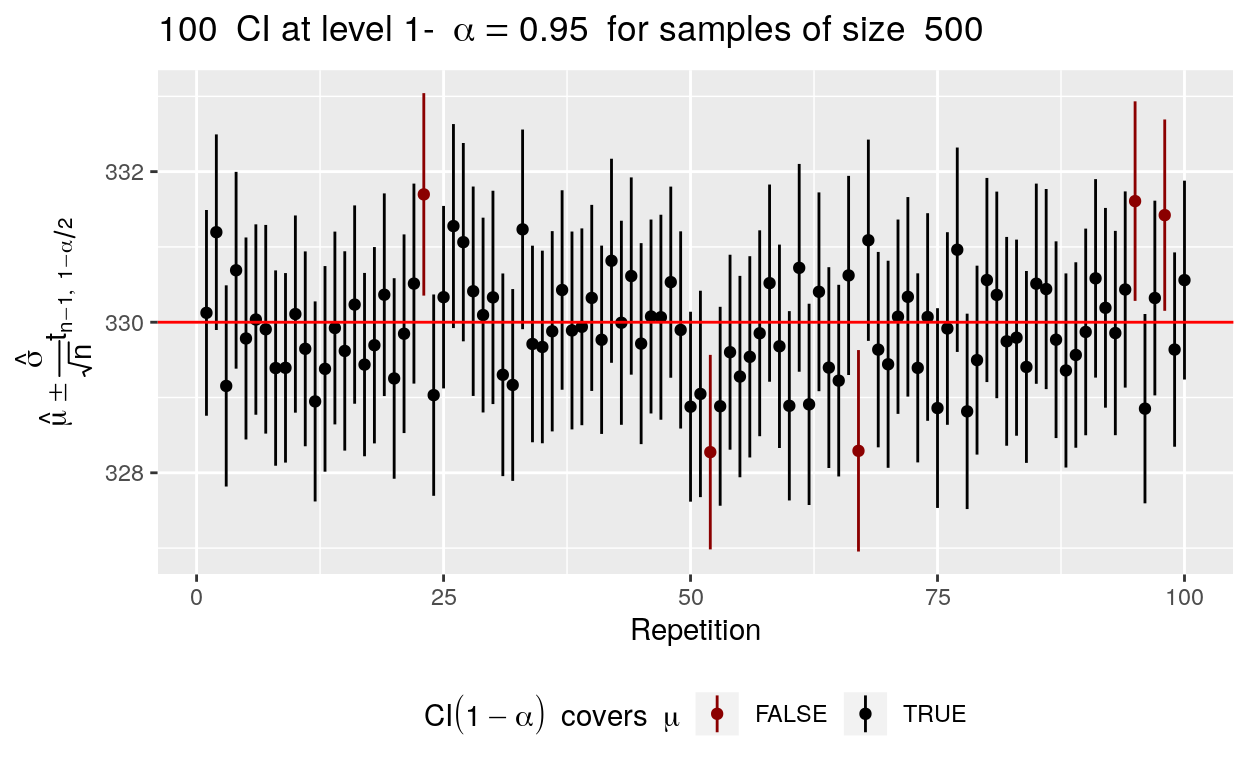 100 CI at level 1- α = 0.95 for samples of size 500
μ̂ ± σ̂/√n t n−1, 1−α/2
332
330
328
0 25 50 75 100
Repetition
CI(1 − α) covers μ FALSE TRUE